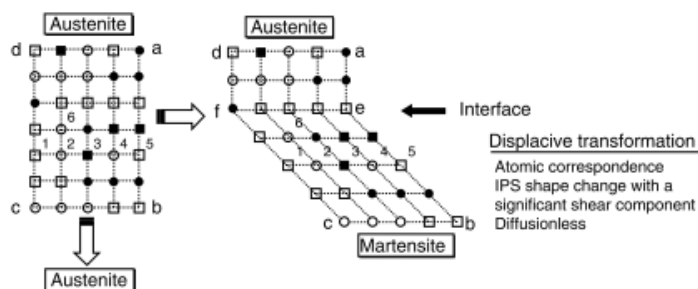 Austenite
d
a
6
1 2 3 4 5
c
b
Austenite
Austenite
d
a
f
e
Interface
6
1 2 3 4 5
c
b
Martensite
Displacive transformation
Atomic correspondence
IPS shape change with a
significant shear component
Diffusionless